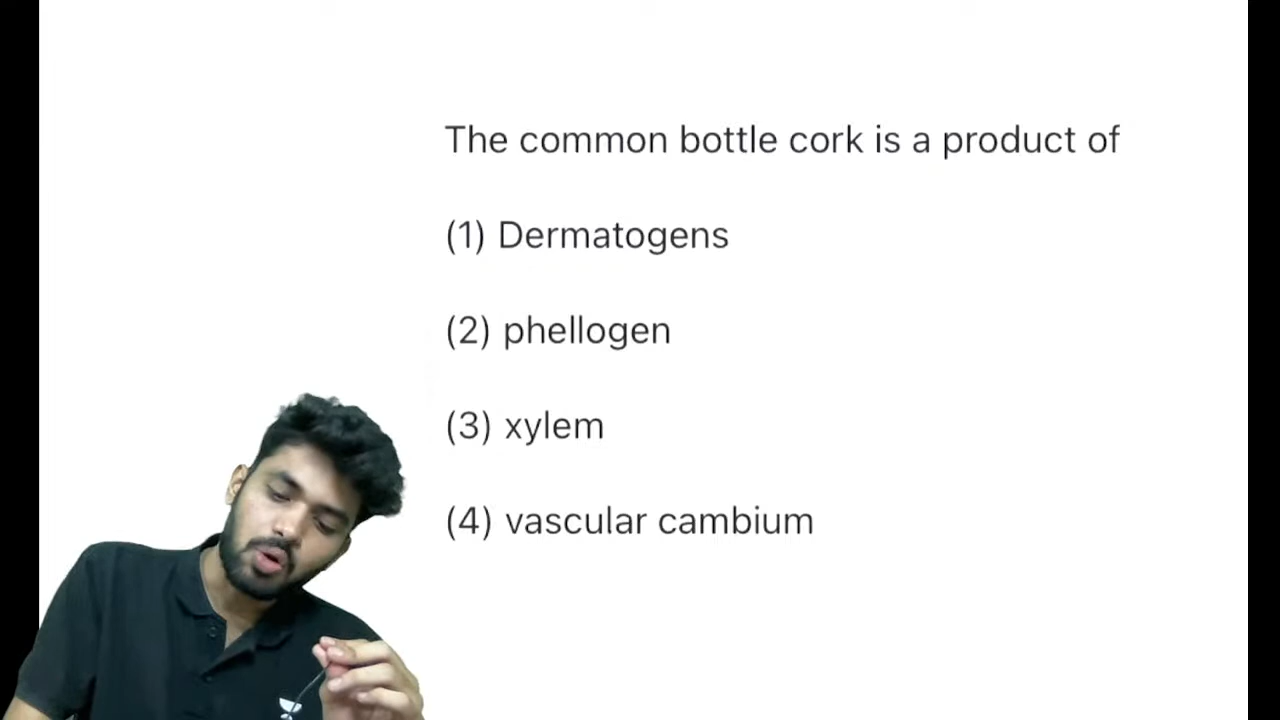 The common bottle cork is a product of
(1) Dermatogens
(2) phellogen
(3) xylem
(4) vascular cambium